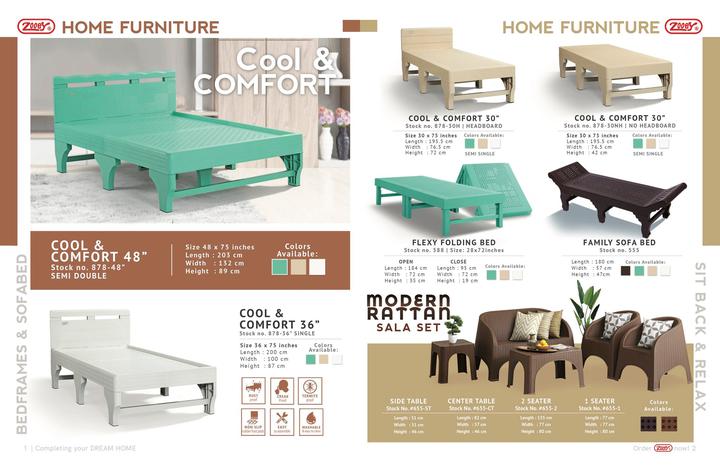 ZOOEY ® HOME FURNITURE
Cool &
COMFORT
COOL &
COMFORT 48"
Stock no. 878-48"
SEMI DOUBLE
Size 48 x 75 inches
Length : 203 cm
Width : 132 cm
Height : 89 cm
Colors
Available:
COOL &
COMFORT 36"
Stock no. 878-36" SINGLE
Size 36 x 75 inches
Length : 200 cm
Width : 100 cm
Height : 87 cm
Colors
Available:
RUST
CREAK
TERMITE
NON SLIP
EASY
WASHABLE
BEDFRAMES & SOFABED
1 | Completing your DREAM HOME
HOME FURNITURE ZOOEY ®
COOL & COMFORT 30"
Stock no. 878-30H | HEADBOARD
Size 30 x 75 inches
Length : 195.5 cm
Width : 76.5 cm
Height : 72 cm
Colors Available:
SEMI SINGLE
COOL & COMFORT 30"
Stock no. 878-30NH | NO HEADBOARD
Size 30 x 75 inches
Length : 195.5 cm
Width : 76.5 cm
Height : 42 cm
Colors Available:
SEMI SINGLE
FLEXY FOLDING BED
Stock no. 388 | Size: 28x72inches
OPEN
Length : 184 cm
Width : 72 cm
Height : 35 cm
CLOSE
Length : 93 cm
Width : 72 cm
Height : 19 cm
Colors Available:
FAMILY SOFA BED
Stock no. 555
Length : 180 cm
Width : 57 cm
Height : 47cm
Colors Available:
MODERN
RATTAN
SALA SET
SIDE TABLE
Stock No. #655-ST
Length : 51 cm
Width : 51 cm
Height : 46 cm
CENTER TABLE
Stock No. #655-CT
Length : 82 cm
Width : 57 cm
Height : 46 cm
2 SEATER
Stock No. #655-2
Length : 135 cm
Width : 77 cm
Height : 80 cm
1 SEATER
Stock No. #655-1
Length : 77 cm
Width : 77 cm
Height : 80 cm
Colors
Available:
SIT BACK & RELAX
Order ZOOEY now! 2